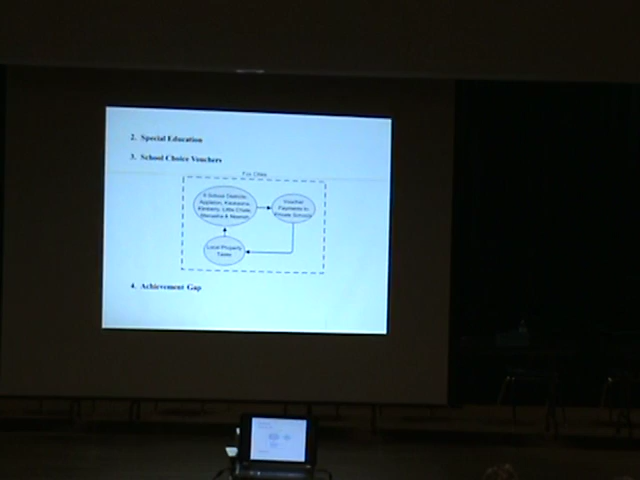 2. Special Education
3. School Choice Vouchers
Fox Cities
6 School Districts:
Appleton, Kaukauna,
Kimberly, Little Chute,
Menasha & Neenah
Voucher
Payments to
Private Schools
Local Property
Taxes
4. Achievement Gap